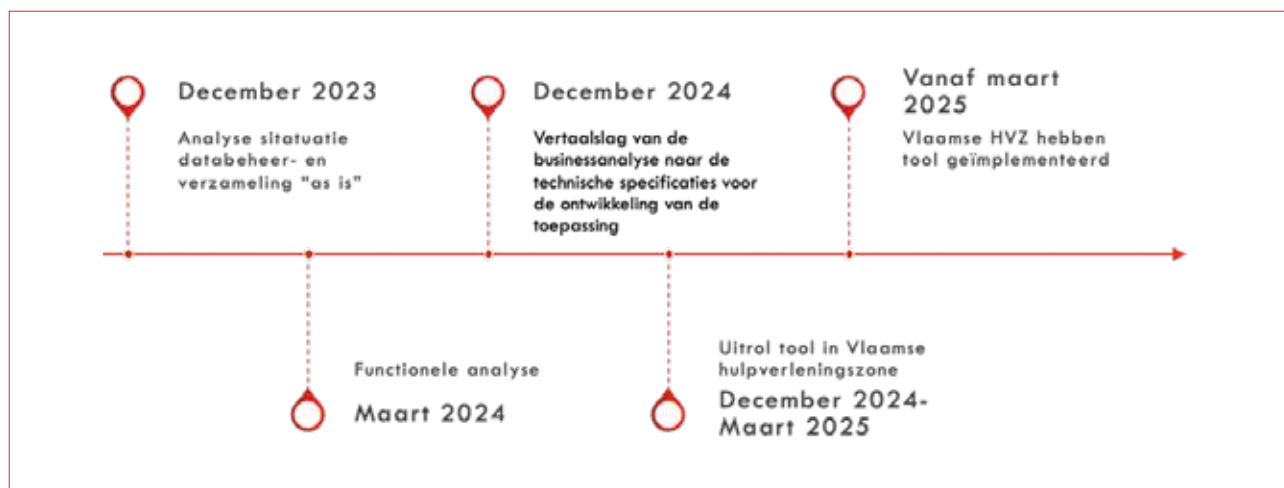 December 2023
Analyse sitatuatie
databeheer- en
verzameling "as is"
Functionele analyse
Maart 2024
December 2024
Vertaalslag van de
businessanalyse naar de
technische specificaties voor
de ontwikkeling van de
toepassing
Uitrol tool in Vlaamse
hulpverleningszone
December 2024-
Maart 2025
Vanaf maart
2025
Vlaamse HVZ hebben
tool geïmplementeerd